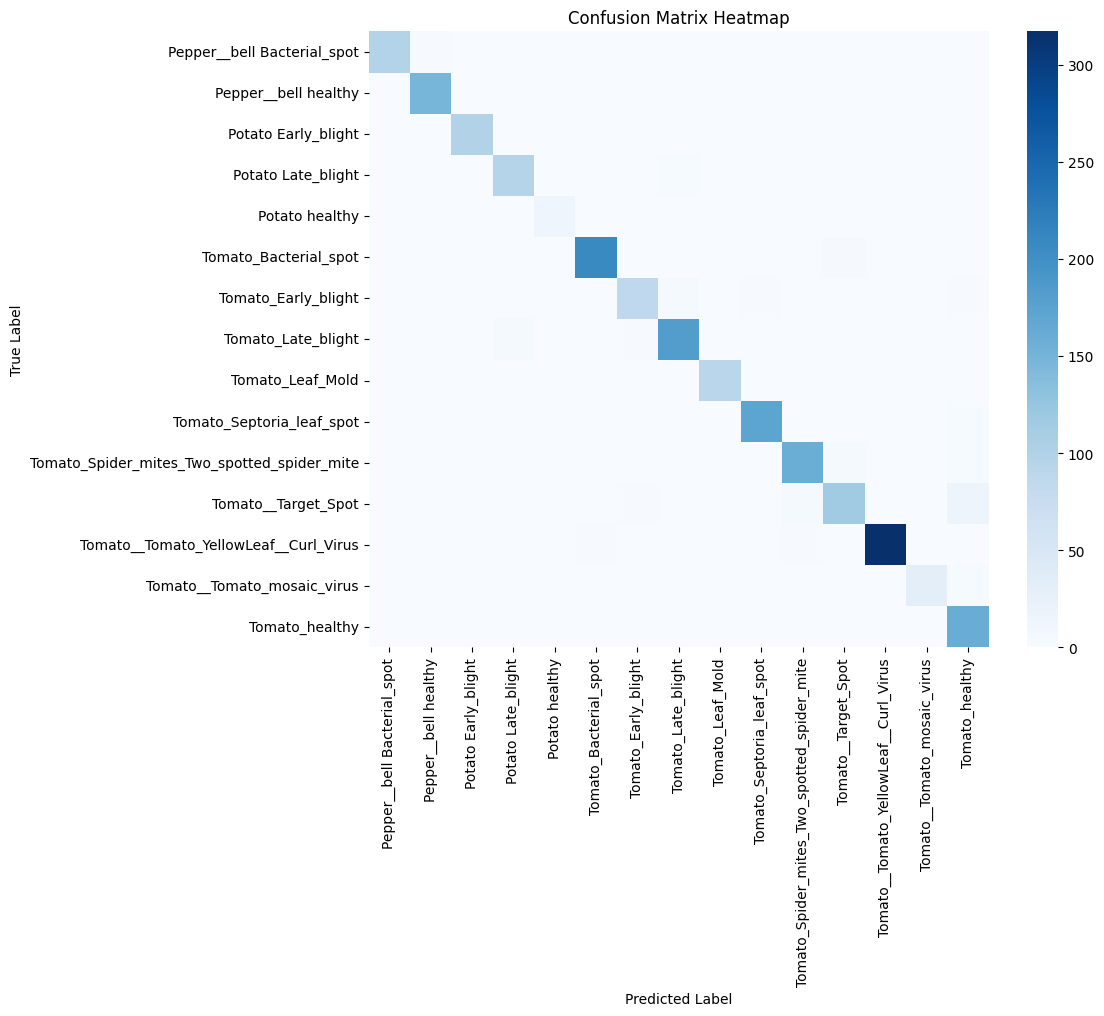 Confusion Matrix Heatmap
True Label
Pepper__bell Bacterial_spot
Pepper__bell healthy
Potato Early_blight
Potato Late_blight
Potato healthy
Tomato_Bacterial_spot
Tomato_Early_blight
Tomato_Late_blight
Tomato_Leaf_Mold
Tomato_Septoria_leaf_spot
Tomato_Spider_mites_Two_spotted_spider_mite
Tomato__Target_Spot
Tomato__Tomato_YellowLeaf__Curl_Virus
Tomato__Tomato_mosaic_virus
Tomato_healthy
300
250
200
150
100
50
0
Pepper__bell Bacterial_spot
Pepper__bell healthy
Potato Early_blight
Potato Late_blight
Potato healthy
Tomato_Bacterial_spot
Tomato_Early_blight
Tomato_Late_blight
Tomato_Leaf_Mold
Tomato_Septoria_leaf_spot
Tomato_Spider_mites_Two_spotted_spider_mite
Tomato__Target_Spot
Tomato__Tomato_YellowLeaf__Curl_Virus
Tomato__Tomato_mosaic_virus
Tomato_healthy
Predicted Label